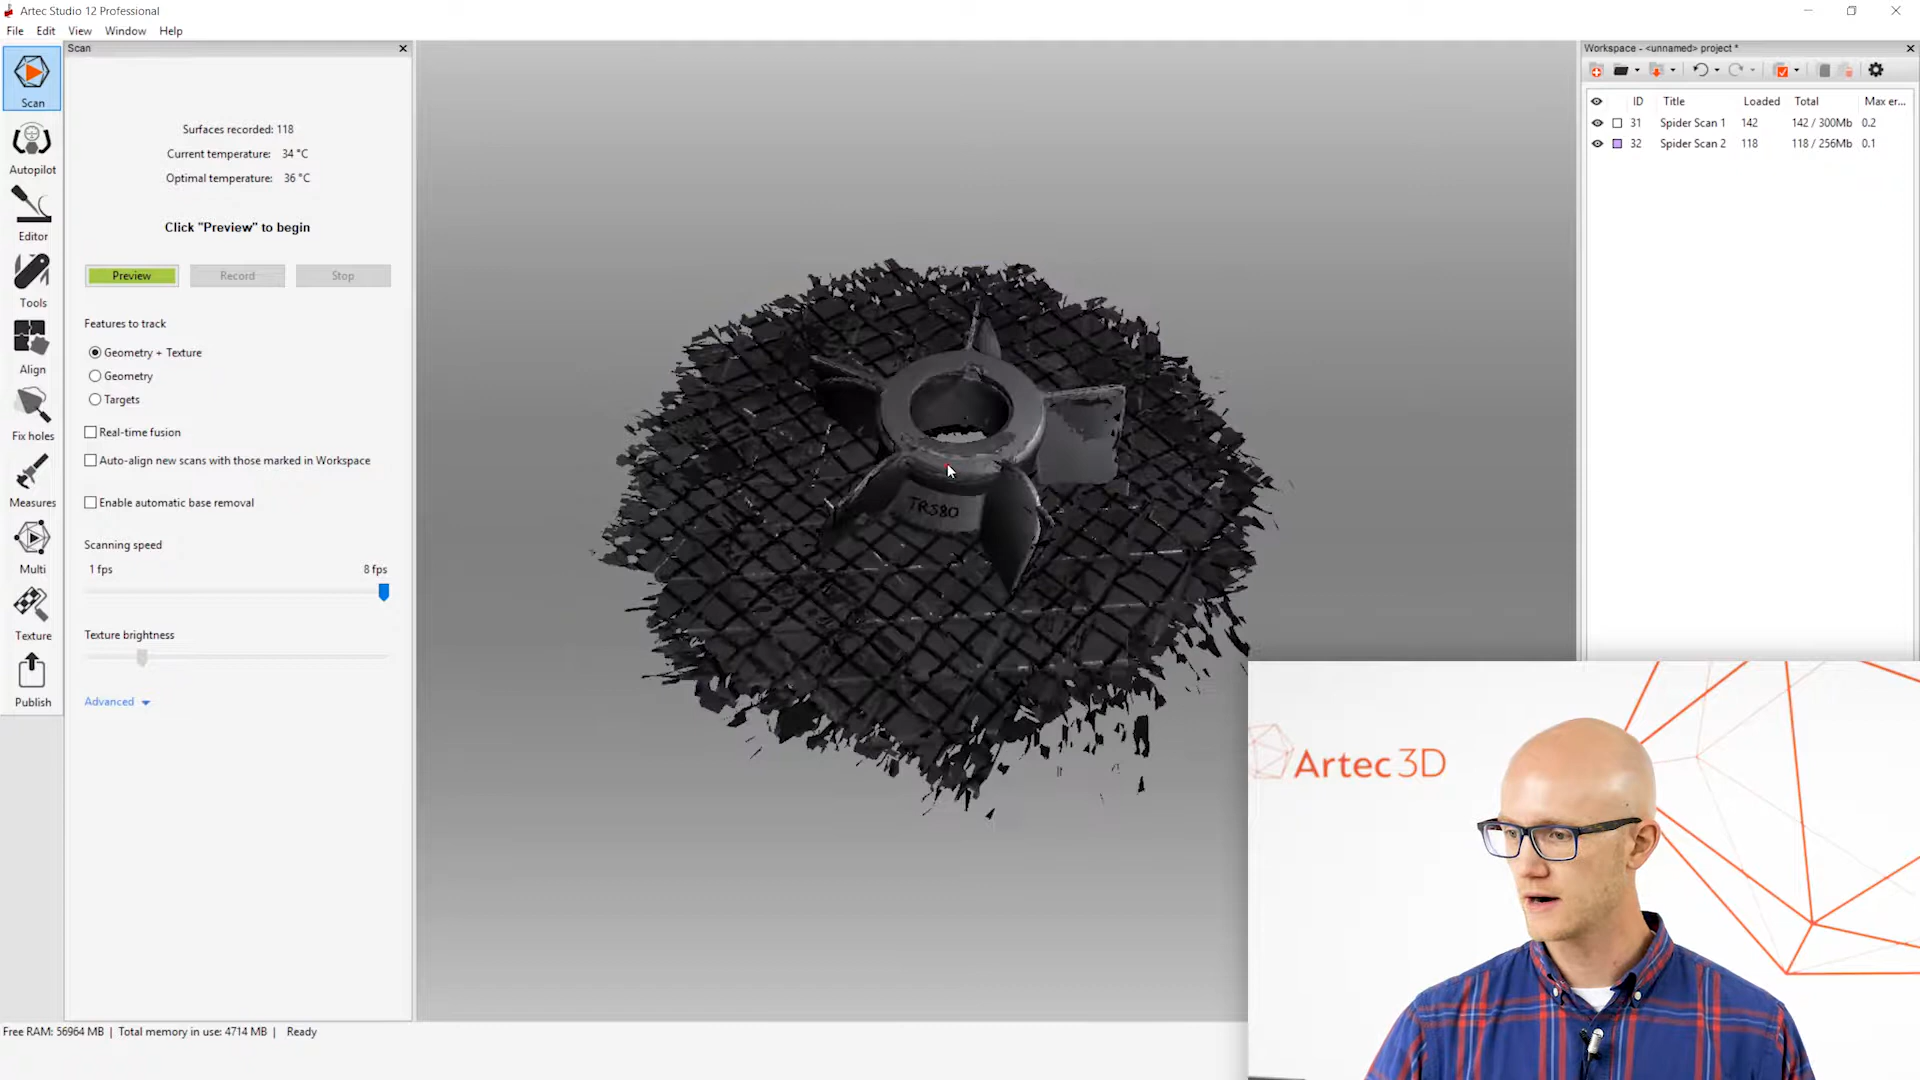 Artec Studio 12 Professional
File Edit View Window Help
Scan
Workspace - <unnamed> project *
Scan
Autopilot
Editor
Tools
Align
Fix holes
Measures
Multi
Texture
Publish
Surfaces recorded: 118
Current temperature: 34 °C
Optimal temperature: 36 °C
Click "Preview" to begin
Preview Record Stop
Features to track
Geometry + Texture
Geometry
Targets
Real-time fusion
Auto-align new scans with those marked in Workspace
Enable automatic base removal
Scanning speed
1 fps 8 fps
Texture brightness
Advanced
TR580
ID Title Loaded Total Max er...
31 Spider Scan 1 142 142 / 300Mb 0.2
32 Spider Scan 2 118 118 / 256Mb 0.1
Artec 3D
Free RAM: 56964 MB | Total memory in use: 4714 MB | Ready